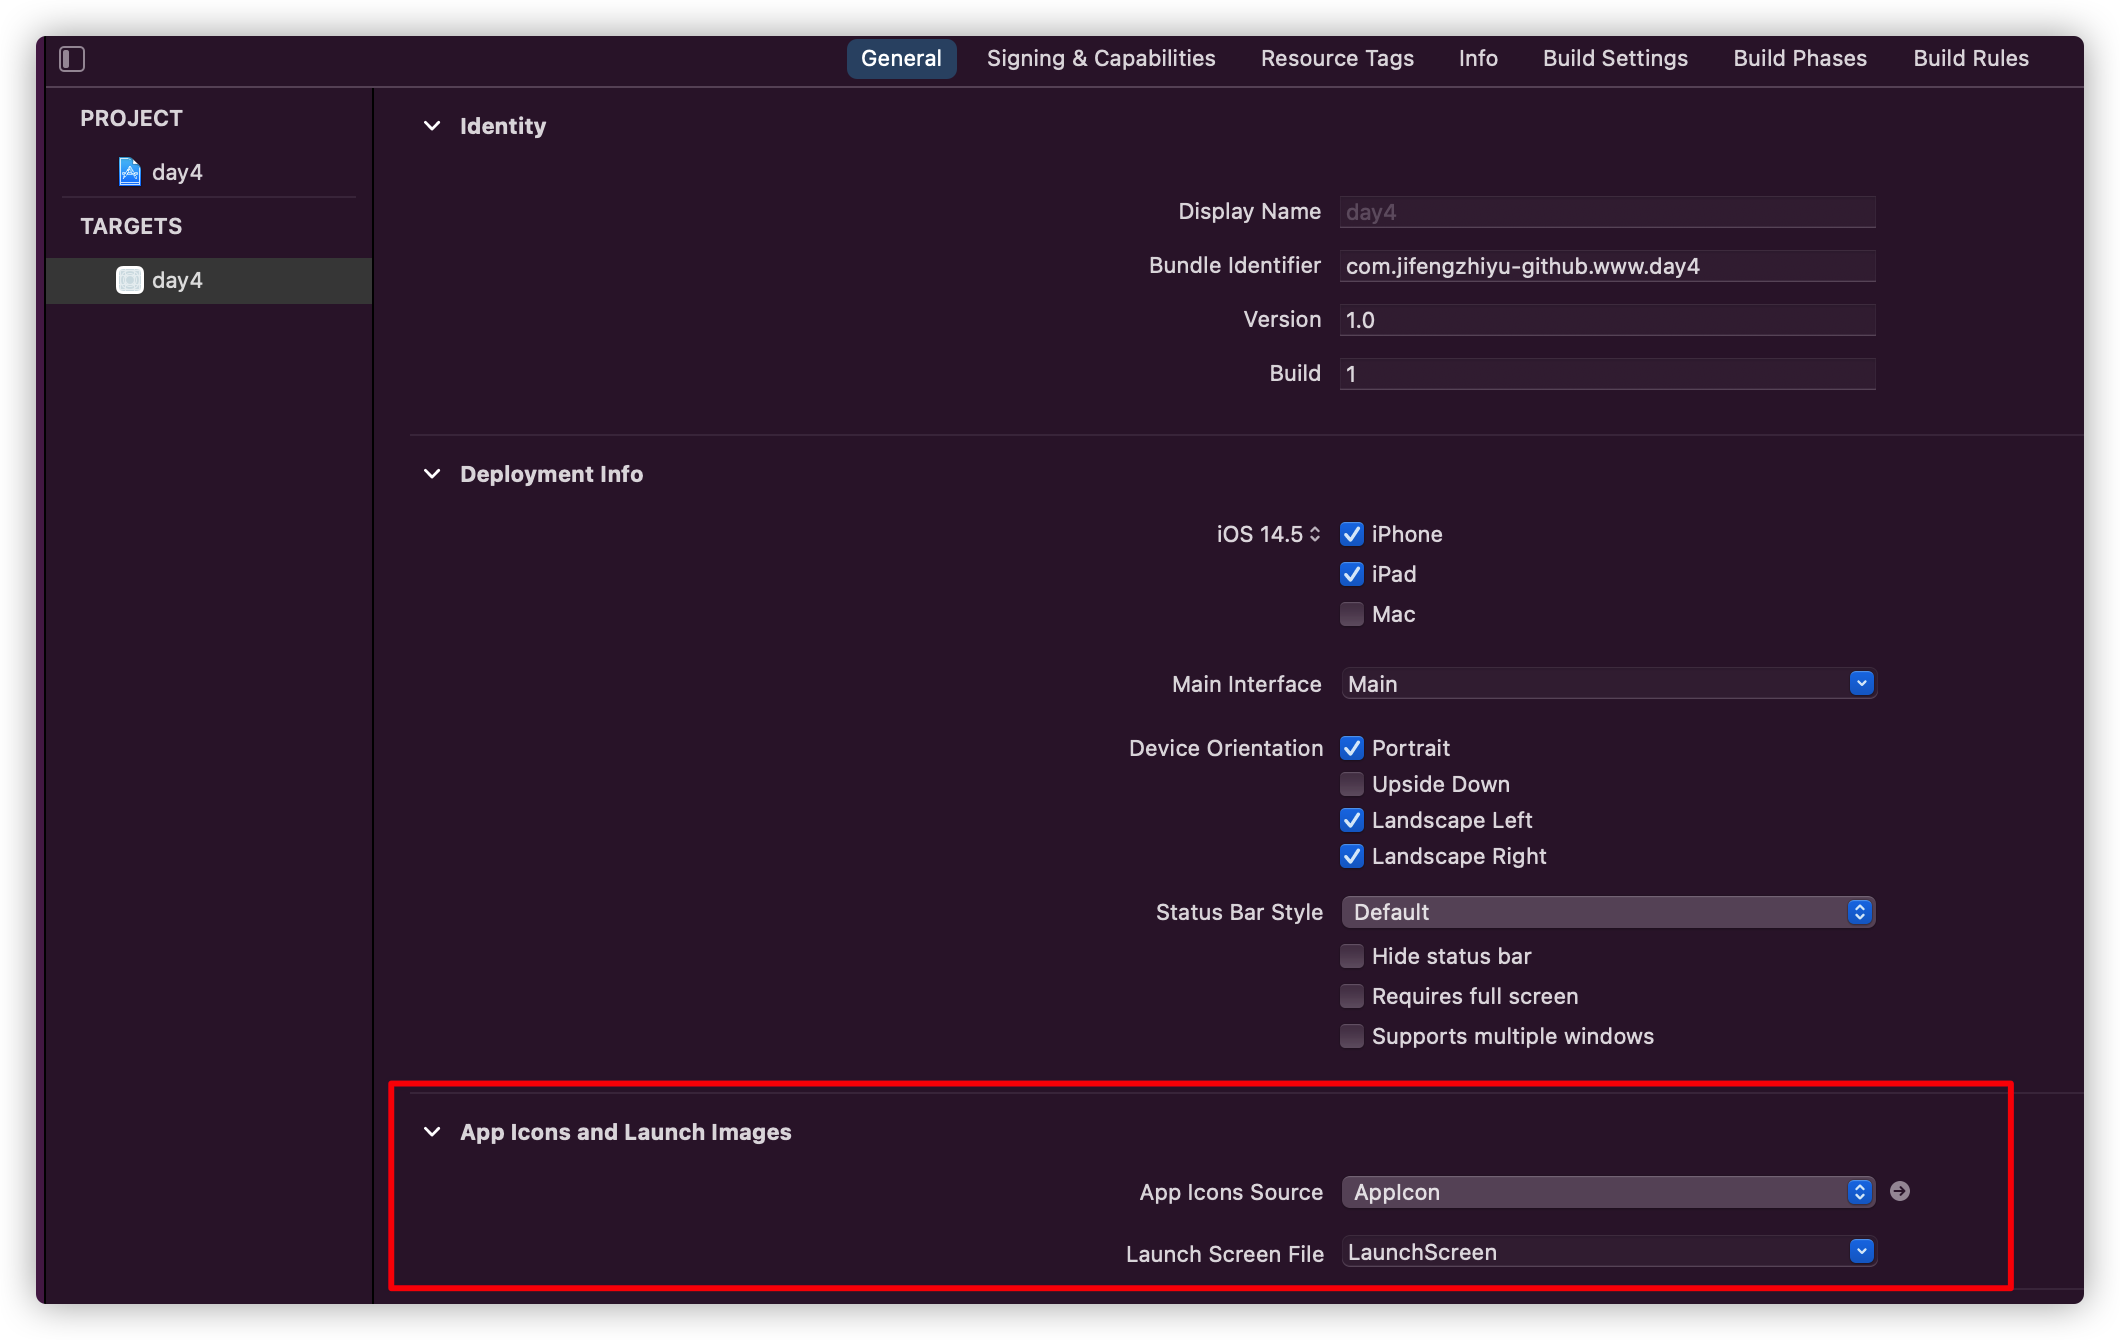 General Signing & Capabilities Resource Tags Info Build Settings Build Phases Build Rules
PROJECT
day4
TARGETS
day4
Identity
Display Name day4
Bundle Identifier com.jifengzhiyu-github.www.day4
Version 1.0
Build 1
Deployment Info
iOS 14.5 iPhone
iPad
Mac
Main Interface Main
Device Orientation Portrait
Upside Down
Landscape Left
Landscape Right
Status Bar Style Default
Hide status bar
Requires full screen
Supports multiple windows
App Icons and Launch Images
App Icons Source AppIcon
Launch Screen File LaunchScreen